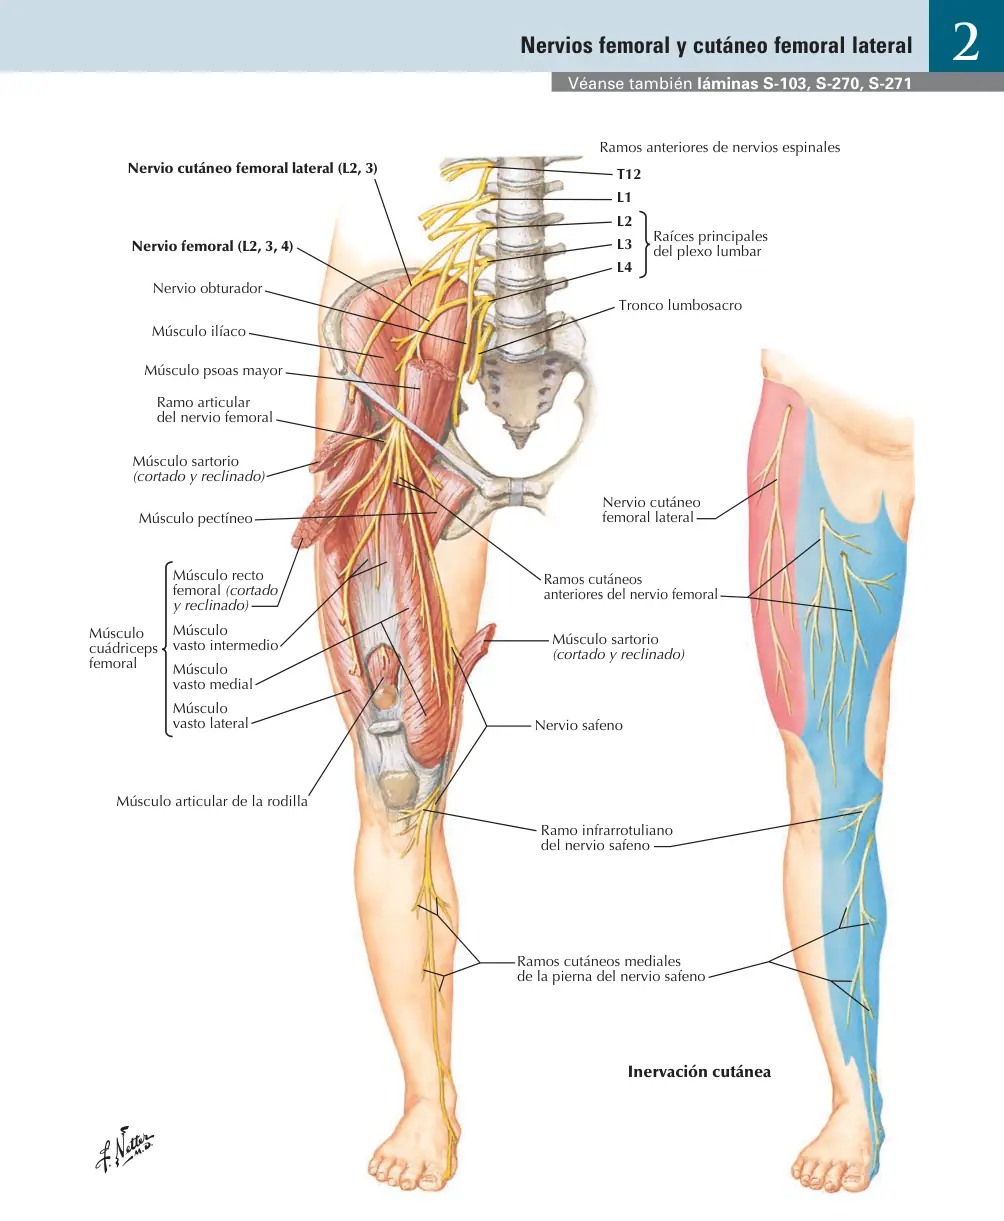 Nervios femoral y cutáneo femoral lateral
2
Véanse también láminas S-103, S-270, S-271
Ramos anteriores de nervios espinales
Nervio cutáneo femoral lateral (L2, 3)
T12
L1
L2
L3
L4
Raíces principales
del plexo lumbar
Nervio femoral (L2, 3, 4)
Nervio obturador
Tronco lumbosacro
Músculo ilíaco
Músculo psoas mayor
Ramo articular
del nervio femoral
Músculo sartorio
(cortado y reclinado)
Músculo pectíneo
Nervio cutáneo
femoral lateral
Ramos cutáneos
anteriores del nervio femoral
Músculo
cuádriceps
femoral
Músculo recto
femoral (cortado
y reclinado)
Músculo
vasto intermedio
Músculo
vasto medial
Músculo
vasto lateral
Músculo sartorio
(cortado y reclinado)
Nervio safeno
Músculo articular de la rodilla
Ramo infrarrotuliano
del nervio safeno
Ramos cutáneos mediales
de la pierna del nervio safeno
Inervación cutánea
F. Netter
M.D.